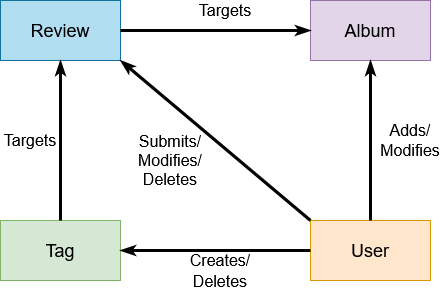 Targets
Review
Album
Targets
Submits/
Modifies/
Deletes
Adds/
Modifies
Tag
Creates/
Deletes
User